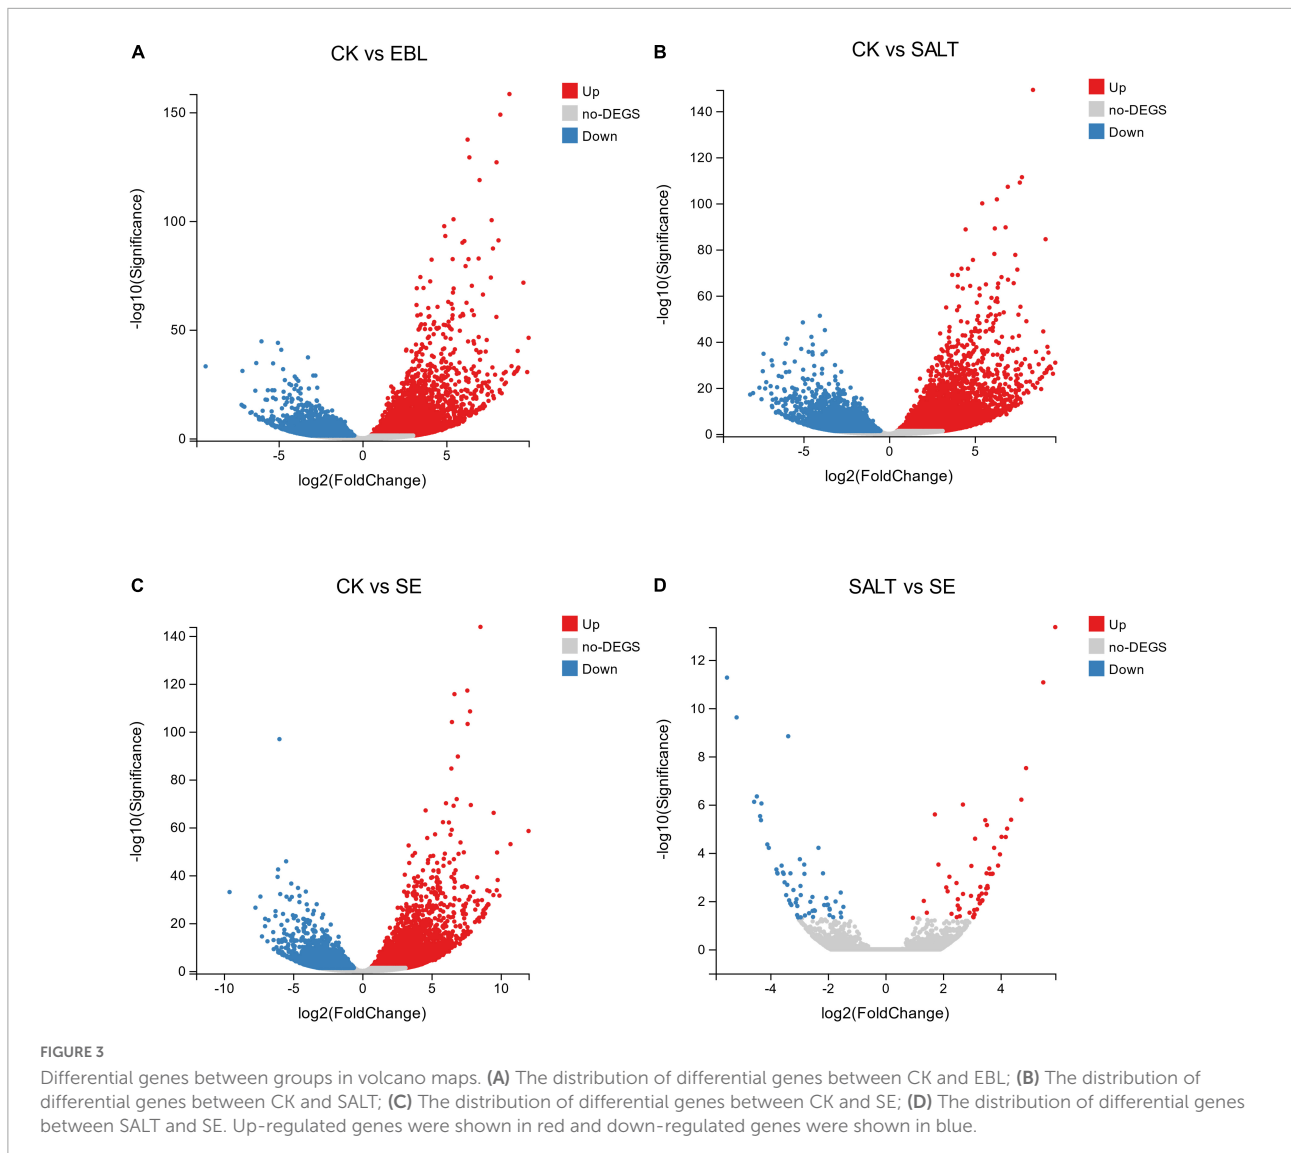 A
CK vs EBL
Up
no-DEGS
Down
150
100
50
0
-log10(Significance)
-5
0
5
log2(FoldChange)
B
CK vs SALT
Up
no-DEGS
Down
140
120
100
80
60
40
20
0
-log10(Significance)
-5
0
5
log2(FoldChange)
C
CK vs SE
Up
no-DEGS
Down
140
120
100
80
60
40
20
0
-log10(Significance)
-10
-5
0
5
10
log2(FoldChange)
D
SALT vs SE
Up
no-DEGS
Down
12
10
8
6
4
2
0
-log10(Significance)
-4
-2
0
2
4
log2(FoldChange)
FIGURE 3
Differential genes between groups in volcano maps. (A) The distribution of differential genes between CK and EBL; (B) The distribution of
differential genes between CK and SALT; (C) The distribution of differential genes between CK and SE; (D) The distribution of differential genes
between SALT and SE. Up-regulated genes were shown in red and down-regulated genes were shown in blue.